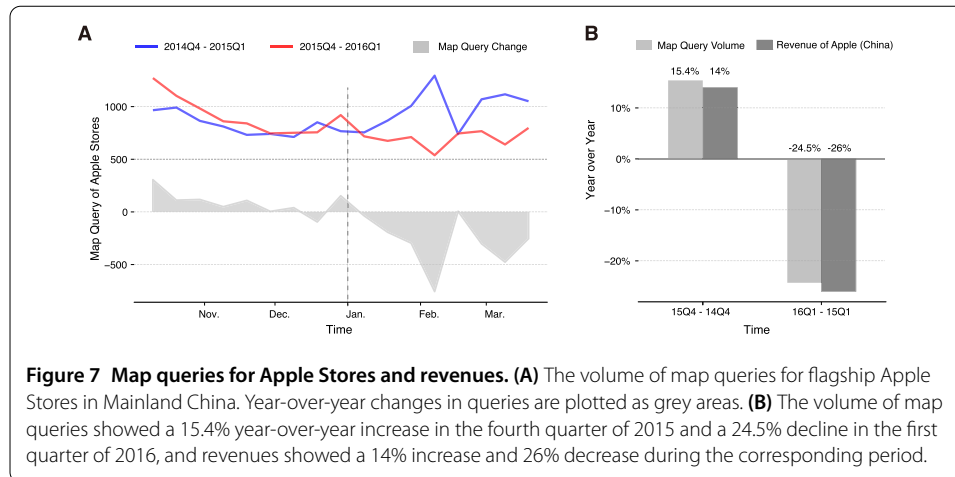 A
2014Q4 - 2015Q1
2015Q4 - 2016Q1
Map Query Change
Map Query of Apple Stores
1000
500
0
−500
Nov.
Dec.
Jan.
Feb.
Mar.
Time
B
Map Query Volume
Revenue of Apple (China)
Year over Year
15.4%
14%
10%
0%
-24.5%
-26%
−10%
−20%
15Q4 - 14Q4
16Q1 - 15Q1
Time
Figure 7 Map queries for Apple Stores and revenues. (A) The volume of map queries for flagship Apple
Stores in Mainland China. Year-over-year changes in queries are plotted as grey areas. (B) The volume of map
queries showed a 15.4% year-over-year increase in the fourth quarter of 2015 and a 24.5% decline in the first
quarter of 2016, and revenues showed a 14% increase and 26% decrease during the corresponding period.